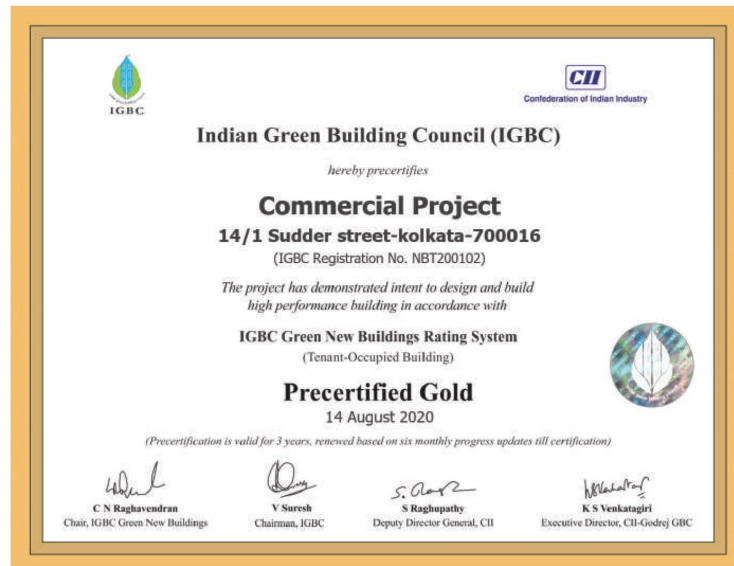 IGBC
CII
Confederation of Indian Industry
Indian Green Building Council (IGBC)
hereby precertifies
Commercial Project
14/1 Sudder street-kolkata-700016
(IGBC Registration No. NBT200102)
The project has demonstrated intent to design and build
high performance building in accordance with
IGBC Green New Buildings Rating System
(Tenant-Occupied Building)
Precertified Gold
14 August 2020
(Precertification is valid for 3 years, renewed based on six monthly progress updates till certification)
C N Raghavendran
Chair, IGBC Green New Buildings
V Suresh
Chairman, IGBC
S Raghupathy
Deputy Director General, CII
K S Venkatagiri
Executive Director, CII-Godrej GBC